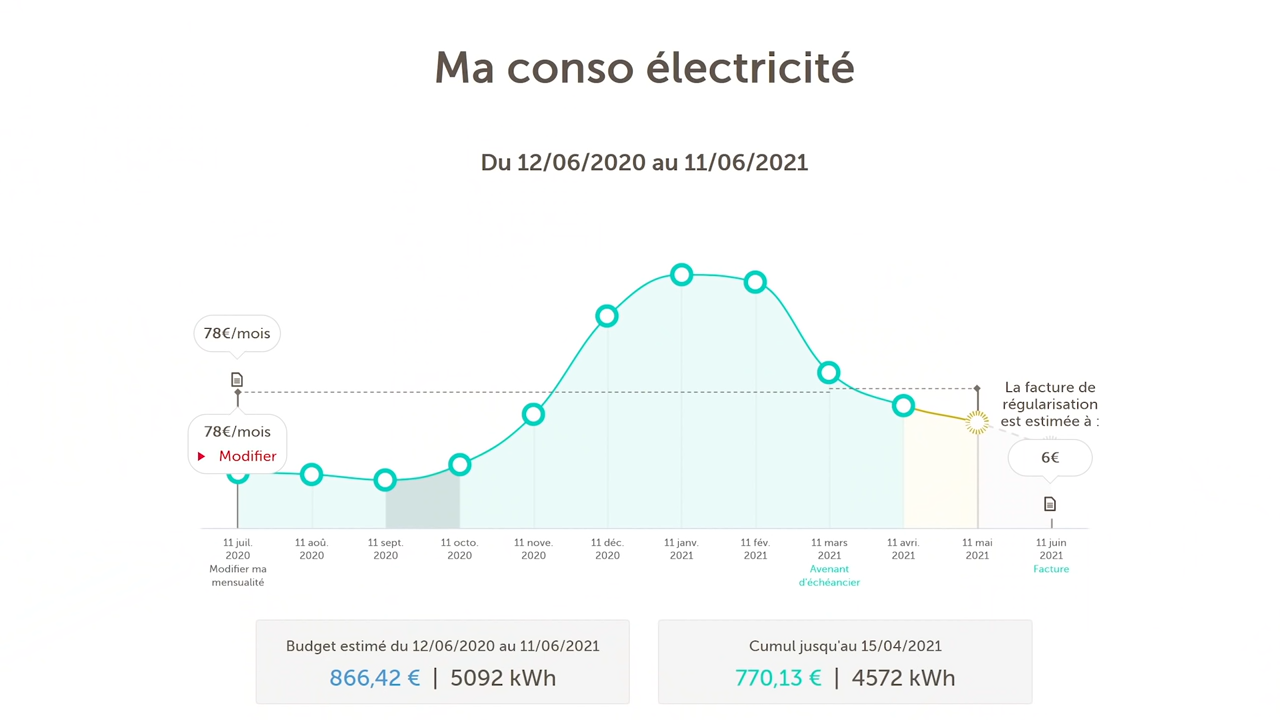 Ma conso électricité
Du 12/06/2020 au 11/06/2021
78€/mois
78€/mois
Modifier
La facture de
régularisation
est estimée à :
6€
11 juil.
2020
Modifier ma
mensualité
11 aoû.
2020
11 sept.
2020
11 octo.
2020
11 nove.
2020
11 déc.
2020
11 janv.
2021
11 fév.
2021
11 mars
2021
Avenant
d'échéancier
11 avri.
2021
11 mai
2021
11 juin
2021
Facture
Budget estimé du 12/06/2020 au 11/06/2021
866,42 € | 5092 kWh
Cumul jusqu'au 15/04/2021
770,13 € | 4572 kWh